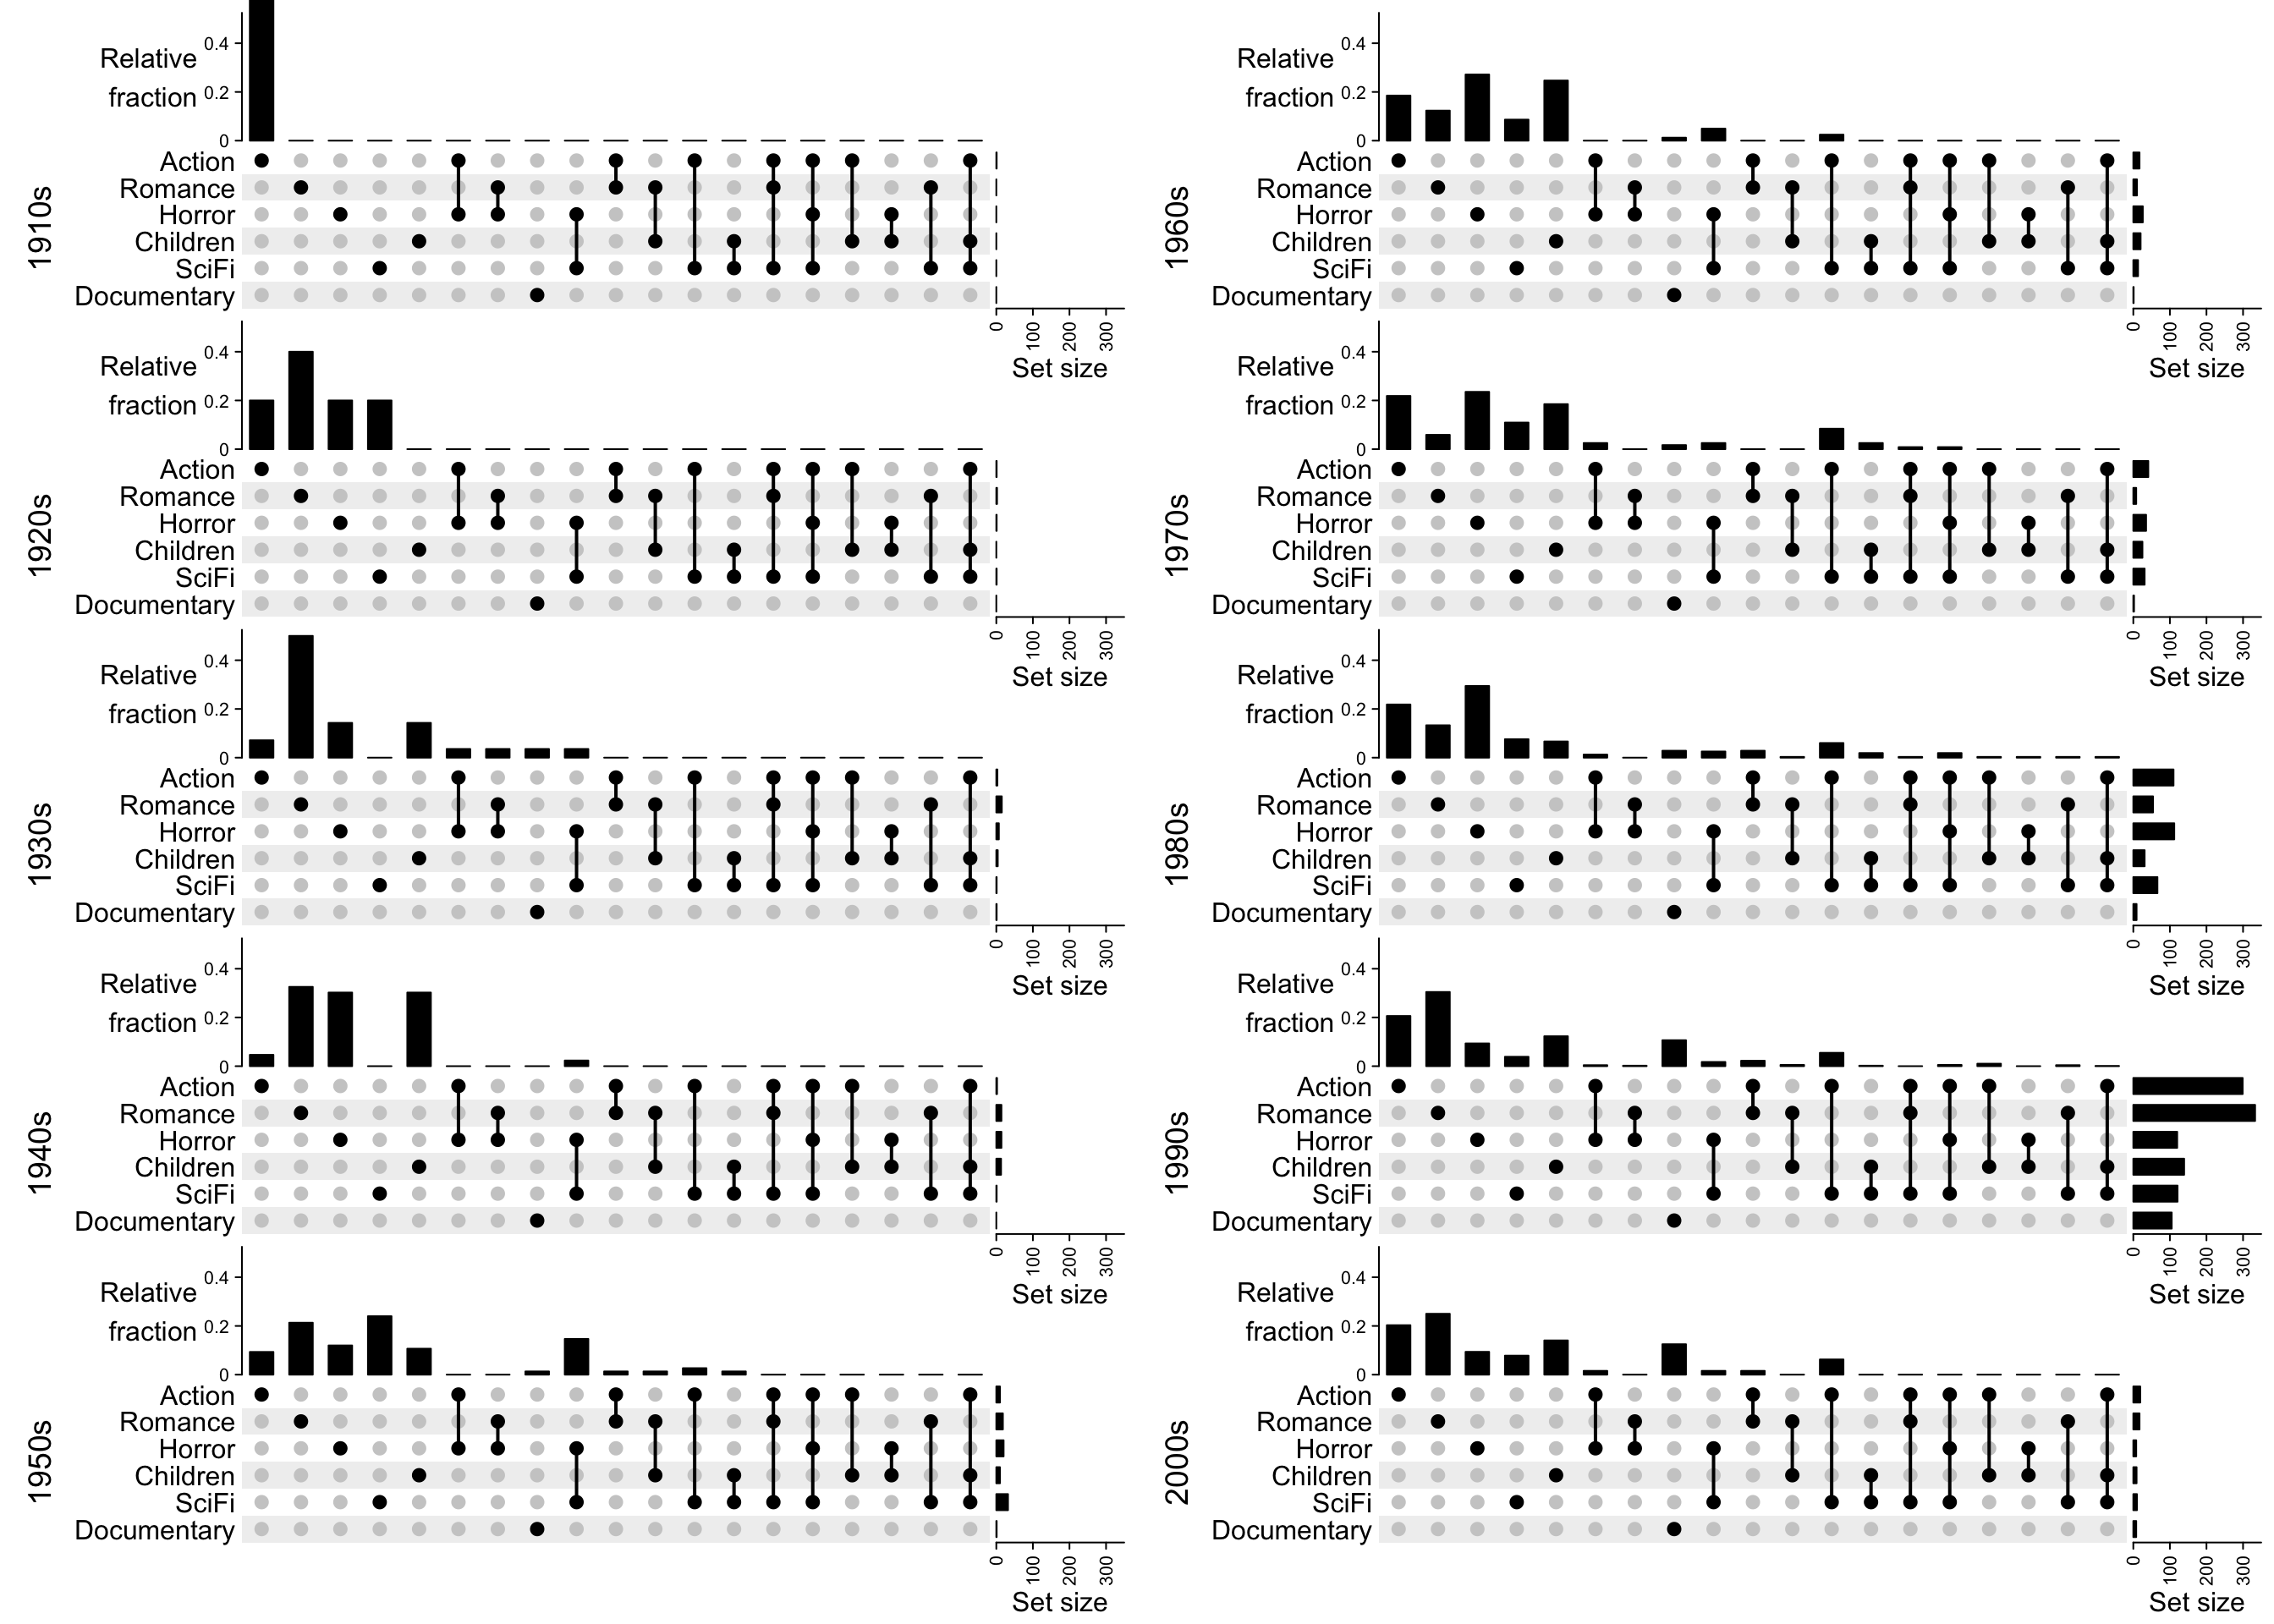 1910s
Relative
fraction
0.4
0.2
0
Action
Romance
Horror
Children
SciFi
Documentary
0 100 200 300
Set size
1920s
Relative
fraction
0.4
0.2
0
Action
Romance
Horror
Children
SciFi
Documentary
0 100 200 300
Set size
1930s
Relative
fraction
0.4
0.2
0
Action
Romance
Horror
Children
SciFi
Documentary
0 100 200 300
Set size
1940s
Relative
fraction
0.4
0.2
0
Action
Romance
Horror
Children
SciFi
Documentary
0 100 200 300
Set size
1950s
Relative
fraction
0.4
0.2
0
Action
Romance
Horror
Children
SciFi
Documentary
0 100 200 300
Set size
1960s
Relative
fraction
0.4
0.2
0
Action
Romance
Horror
Children
SciFi
Documentary
0 100 200 300
Set size
1970s
Relative
fraction
0.4
0.2
0
Action
Romance
Horror
Children
SciFi
Documentary
0 100 200 300
Set size
1980s
Relative
fraction
0.4
0.2
0
Action
Romance
Horror
Children
SciFi
Documentary
0 100 200 300
Set size
1990s
Relative
fraction
0.4
0.2
0
Action
Romance
Horror
Children
SciFi
Documentary
0 100 200 300
Set size
2000s
Relative
fraction
0.4
0.2
0
Action
Romance
Horror
Children
SciFi
Documentary
0 100 200 300
Set size